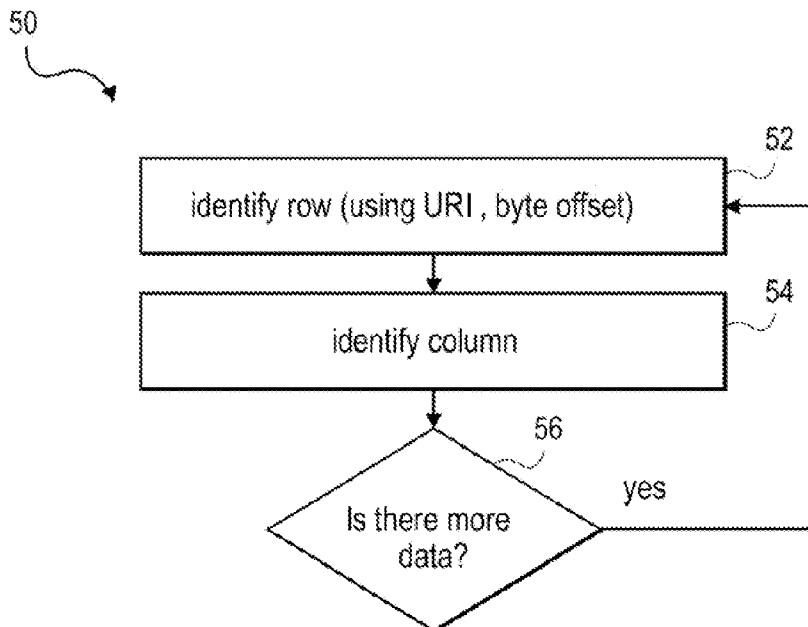 50
52
identify row (using URI , byte offset)
54
identify column
56
yes
Is there more
data?